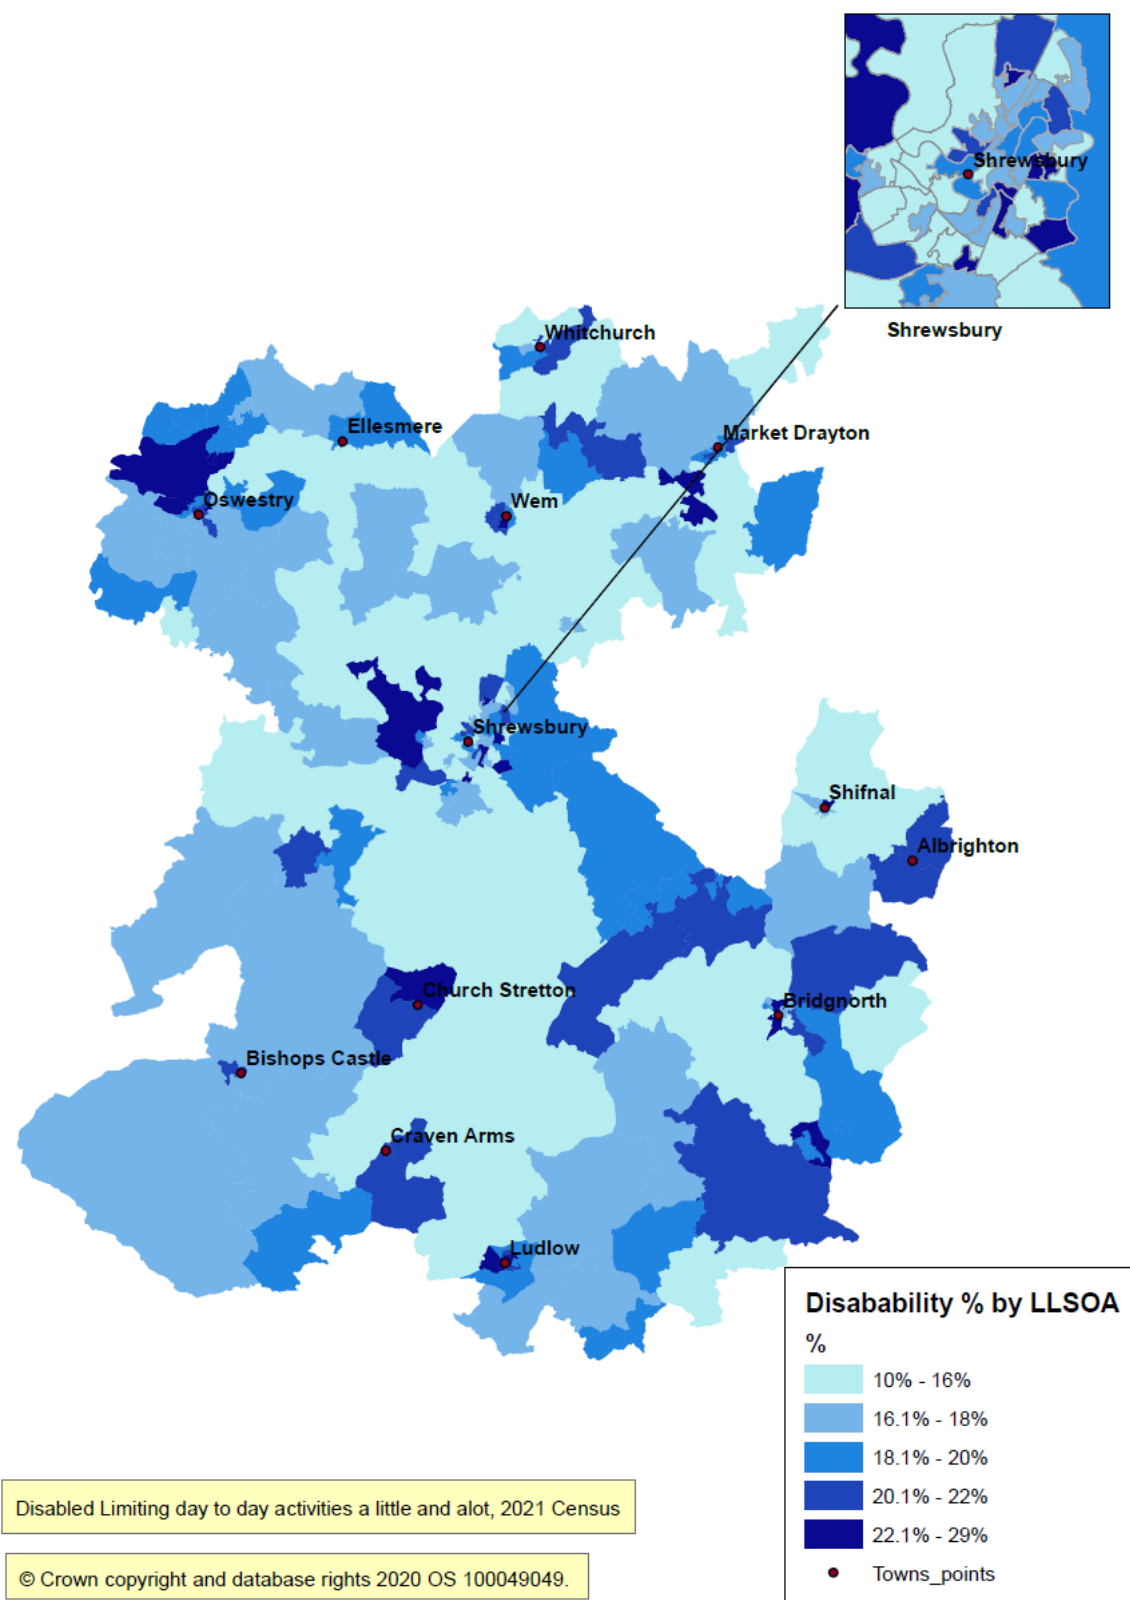 Shrewsbury
Shrewsbury
Whitchurch
Ellesmere
Market Drayton
Oswestry
Wem
Shrewsbury
Shifnal
Albrighton
Church Stretton
Bridgnorth
Bishops Castle
Craven Arms
Ludlow
Disabability % by LLSOA
%
10% - 16%
16.1% - 18%
18.1% - 20%
20.1% - 22%
22.1% - 29%
Towns_points
Disabled Limiting day to day activities a little and alot, 2021 Census
© Crown copyright and database rights 2020 OS 100049049.